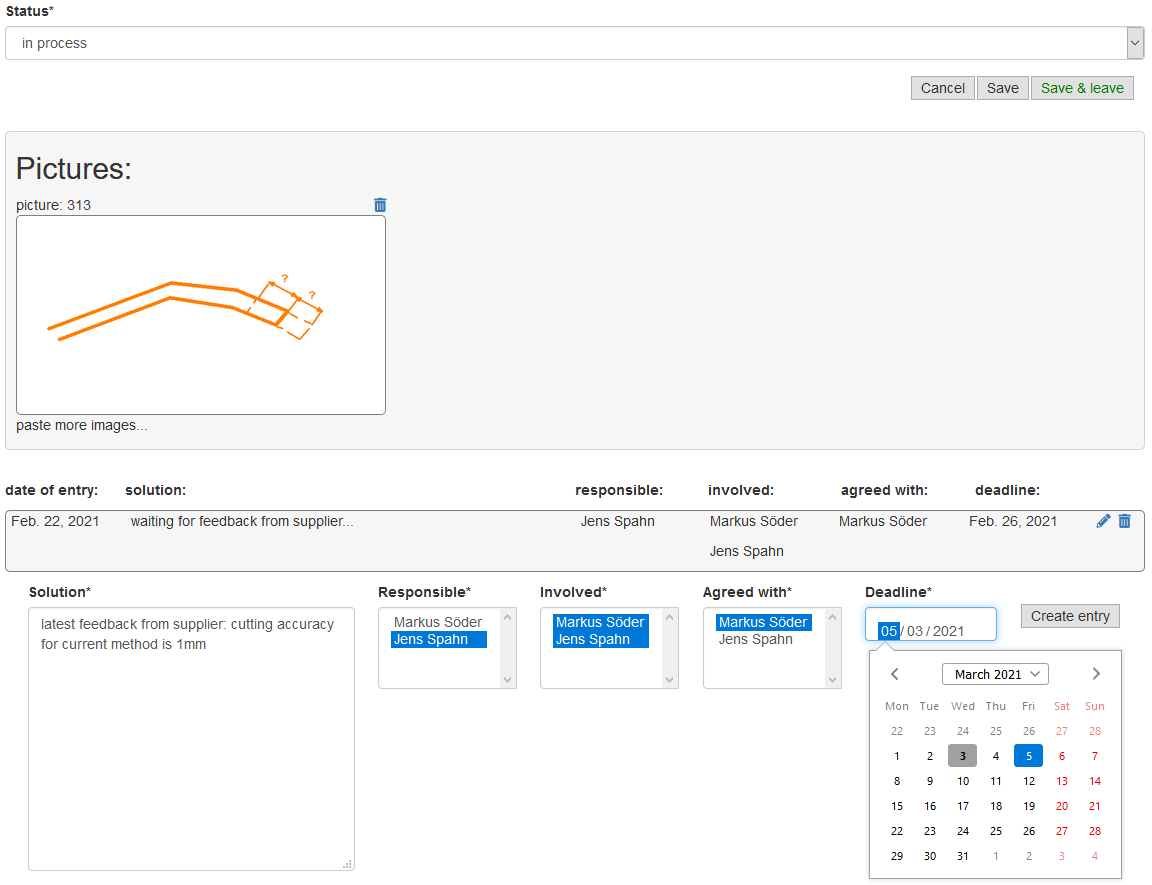 Status*
in process
Cancel Save Save & leave
Pictures:
picture: 313
?
?
paste more images...
date of entry: solution: responsible: involved: agreed with: deadline:
Feb. 22, 2021 waiting for feedback from supplier... Jens Spahn Markus Söder Markus Söder Feb. 26, 2021
Jens Spahn
Solution* Responsible* Involved* Agreed with* Deadline*
latest feedback from supplier: cutting accuracy
for current method is 1mm
Markus Söder
Jens Spahn
Markus Söder
Jens Spahn
Markus Söder
Jens Spahn
05/ 03 / 2021
Create entry
March 2021
Mon Tue Wed Thu Fri Sat Sun
22 23 24 25 26 27 28
1 2 3 4 5 6 7
8 9 10 11 12 13 14
15 16 17 18 19 20 21
22 23 24 25 26 27 28
29 30 31 1 2 3 4